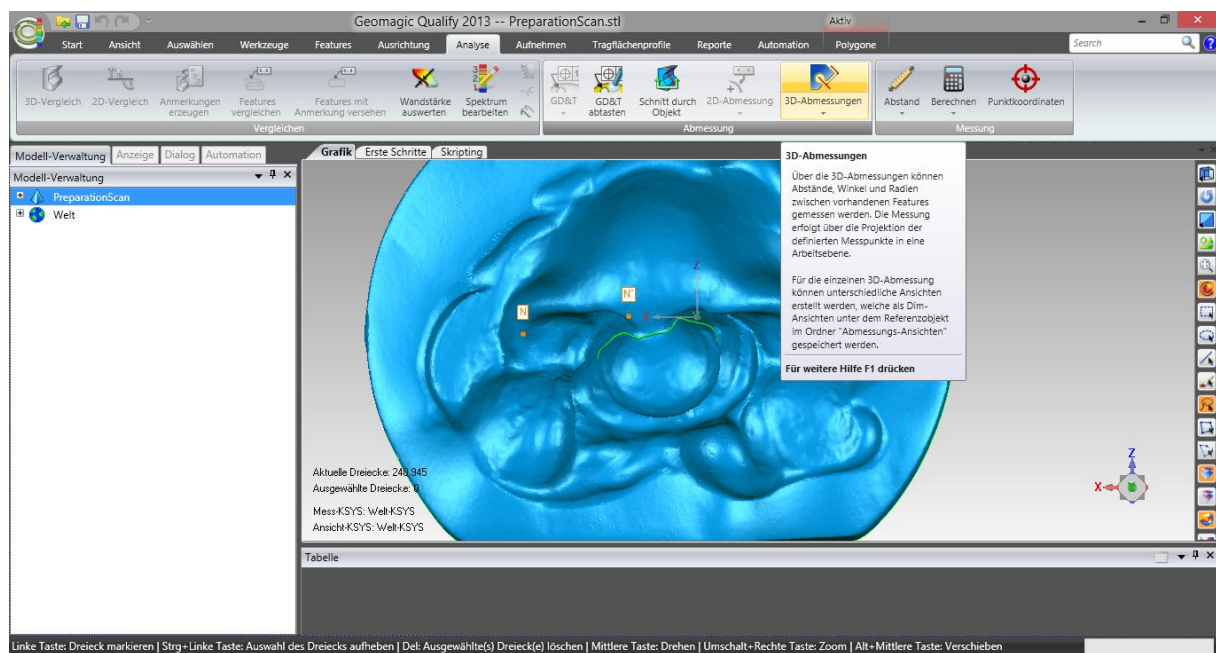 Geomagic Qualify 2013 -- PreparationScan.stl
Aktiv
Start Ansicht Auswählen Werkzeuge Features Ausrichtung Analyse Aufnehmen Tragflächenprofile Reporte Automation Polygone
Search
3D-Vergleich 2D-Vergleich Anmerkungen erzeugen Features vergleichen Features mit Anmerkung versehen Wandstärke auswerten Spektrum bearbeiten
GD&T GD&T abtasten Schnitt durch Objekt 2D-Abmessung 3D-Abmessungen
Abstand Berechnen Punktkoordinaten
Vergleichen Abmessung Messung
Modell-Verwaltung Anzeige Dialog Automation
Grafik Erste Schritte Skripting
Modell-Verwaltung
PreparationScan
Welt
3D-Abmessungen
Über die 3D-Abmessungen können
Abstände, Winkel und Radien
zwischen vorhandenen Features
gemessen werden. Die Messung
erfolgt über die Projektion der
definierten Messpunkte in eine
Arbeitsebene.
Für die einzelnen 3D-Abmessung
können unterschiedliche Ansichten
erstellt werden, welche als Dim-
Ansichten unter dem Referenzobjekt
im Ordner "Abmessungs-Ansichten"
gespeichert werden.
Für weitere Hilfe F1 drücken
Z
N'
N
X
Aktuelle Dreiecke: 240.945
Ausgewählte Dreiecke: 0
Mess-KSYS: Welt-KSYS
Ansicht-KSYS: Welt-KSYS
Z
X
Tabelle
Linke Taste: Dreieck markieren | Strg+Linke Taste: Auswahl des Dreiecks aufheben | Del: Ausgewählte(s) Dreieck(e) löschen | Mittlere Taste: Drehen | Umschalt+Rechte Taste: Zoom | Alt+Mittlere Taste: Verschieben